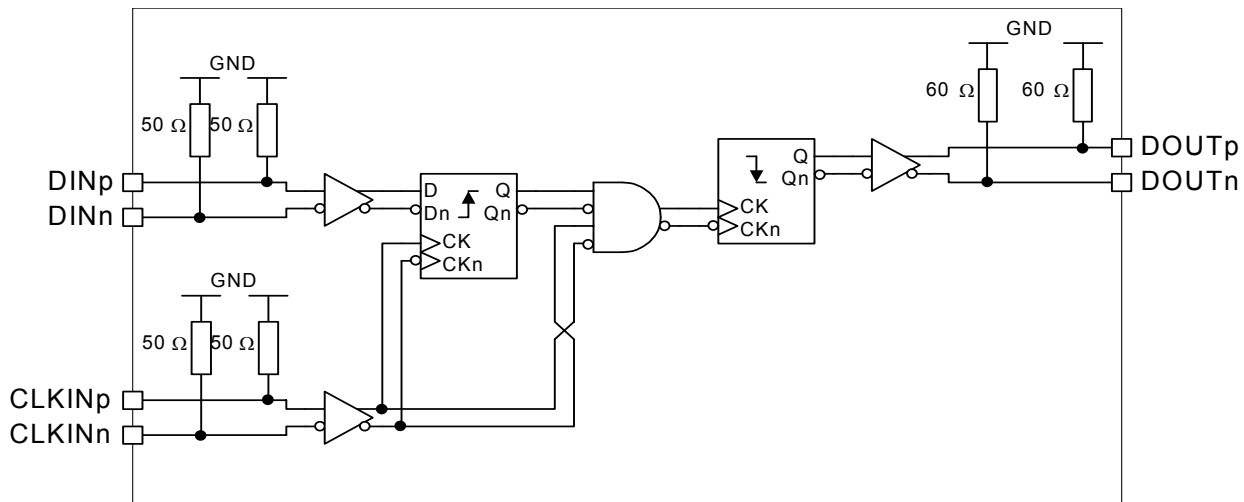 GND
60 Ω 60 Ω
GND
50 Ω 50 Ω
DINp
DINn
D Q
Dn Qn
CK
CKn
Q
Qn
CK
CKn
DOUTp
DOUTn
GND
50 Ω 50 Ω
CLKINp
CLKINn